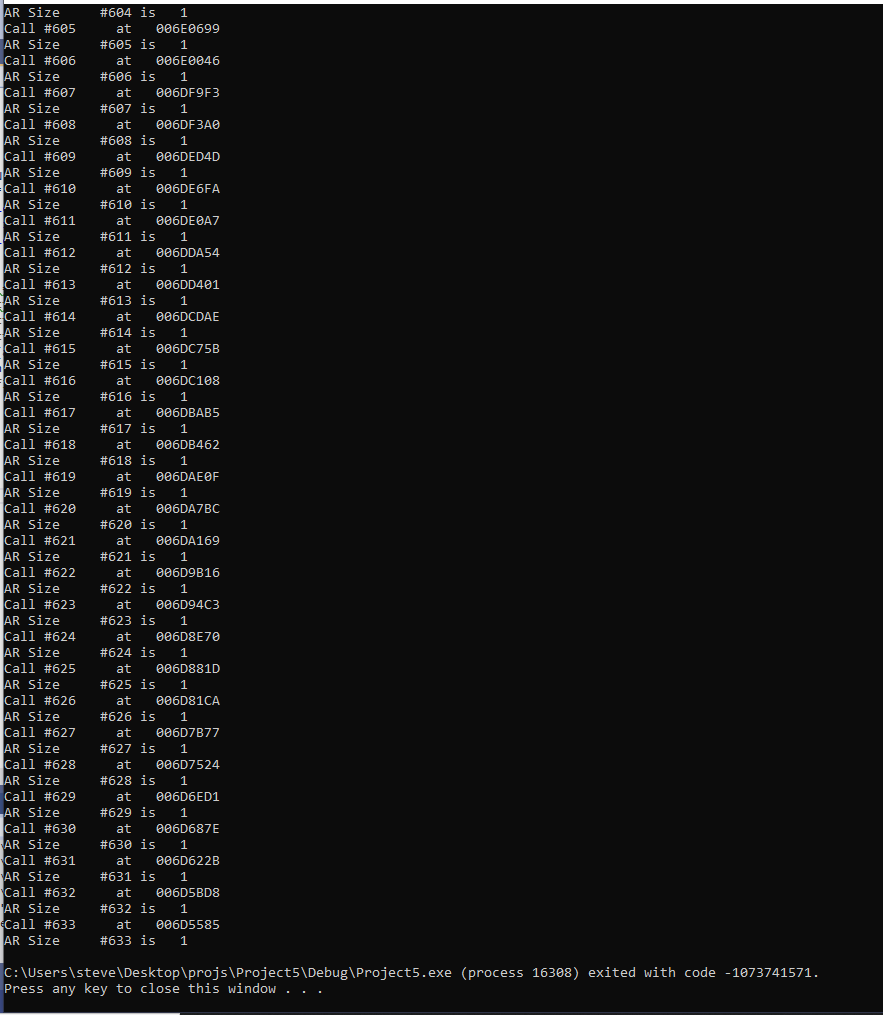 AR Size     #604 is   1
Call #605     at   006E0699
AR Size     #605 is   1
Call #606     at   006E0046
AR Size     #606 is   1
Call #607     at   006DF9F3
AR Size     #607 is   1
Call #608     at   006DF3A0
AR Size     #608 is   1
Call #609     at   006DED4D
AR Size     #609 is   1
Call #610     at   006DE6FA
AR Size     #610 is   1
Call #611     at   006DE0A7
AR Size     #611 is   1
Call #612     at   006DDA54
AR Size     #612 is   1
Call #613     at   006DD401
AR Size     #613 is   1
Call #614     at   006DCDAE
AR Size     #614 is   1
Call #615     at   006DC75B
AR Size     #615 is   1
Call #616     at   006DC108
AR Size     #616 is   1
Call #617     at   006DBAB5
AR Size     #617 is   1
Call #618     at   006DB462
AR Size     #618 is   1
Call #619     at   006DAE0F
AR Size     #619 is   1
Call #620     at   006DA7BC
AR Size     #620 is   1
Call #621     at   006DA169
AR Size     #621 is   1
Call #622     at   006D9B16
AR Size     #622 is   1
Call #623     at   006D94C3
AR Size     #623 is   1
Call #624     at   006D8E70
AR Size     #624 is   1
Call #625     at   006D881D
AR Size     #625 is   1
Call #626     at   006D81CA
AR Size     #626 is   1
Call #627     at   006D7B77
AR Size     #627 is   1
Call #628     at   006D7524
AR Size     #628 is   1
Call #629     at   006D6ED1
AR Size     #629 is   1
Call #630     at   006D687E
AR Size     #630 is   1
Call #631     at   006D622B
AR Size     #631 is   1
Call #632     at   006D5BD8
AR Size     #632 is   1
Call #633     at   006D5585
AR Size     #633 is   1
C:\Users\steve\Desktop\projs\Project5\Debug\Project5.exe (process 16308) exited with code -1073741571.
Press any key to close this window . . .